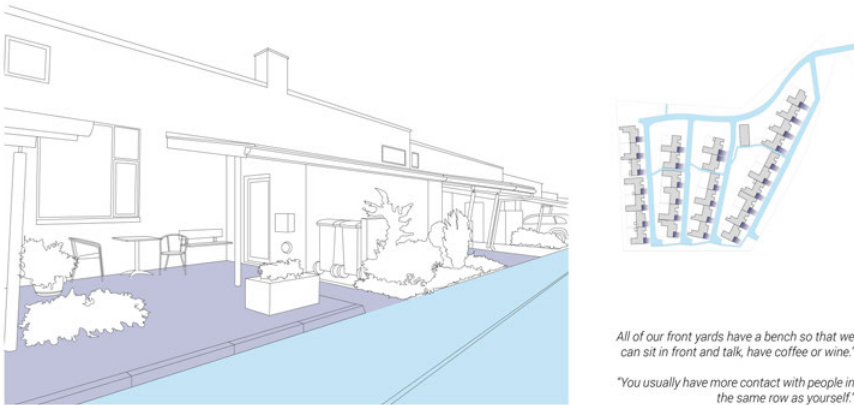 All of our front yards have a bench so that we
can sit in front and talk, have coffee or wine."
"You usually have more contact with people in
the same row as yourself."